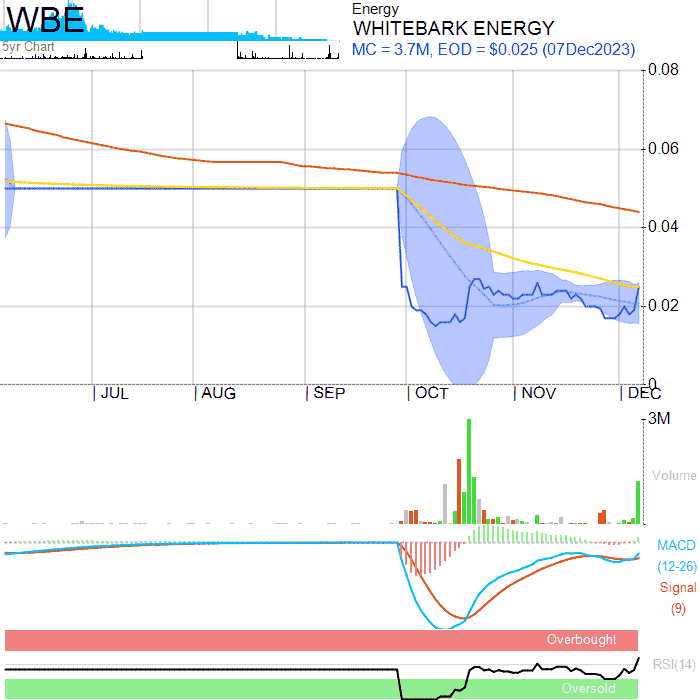 WBE
5yr Chart
Energy
WHITEBARK ENERGY
MC = 3.7M, EOD = $0.025 (07Dec2023)
0.08
0.06
0.04
0.02
0
JUL AUG SEP OCT NOV DEC
3M
Volume
MACD
(12-26)
Signal
(9)
Overbought
RSI(14)
Oversold